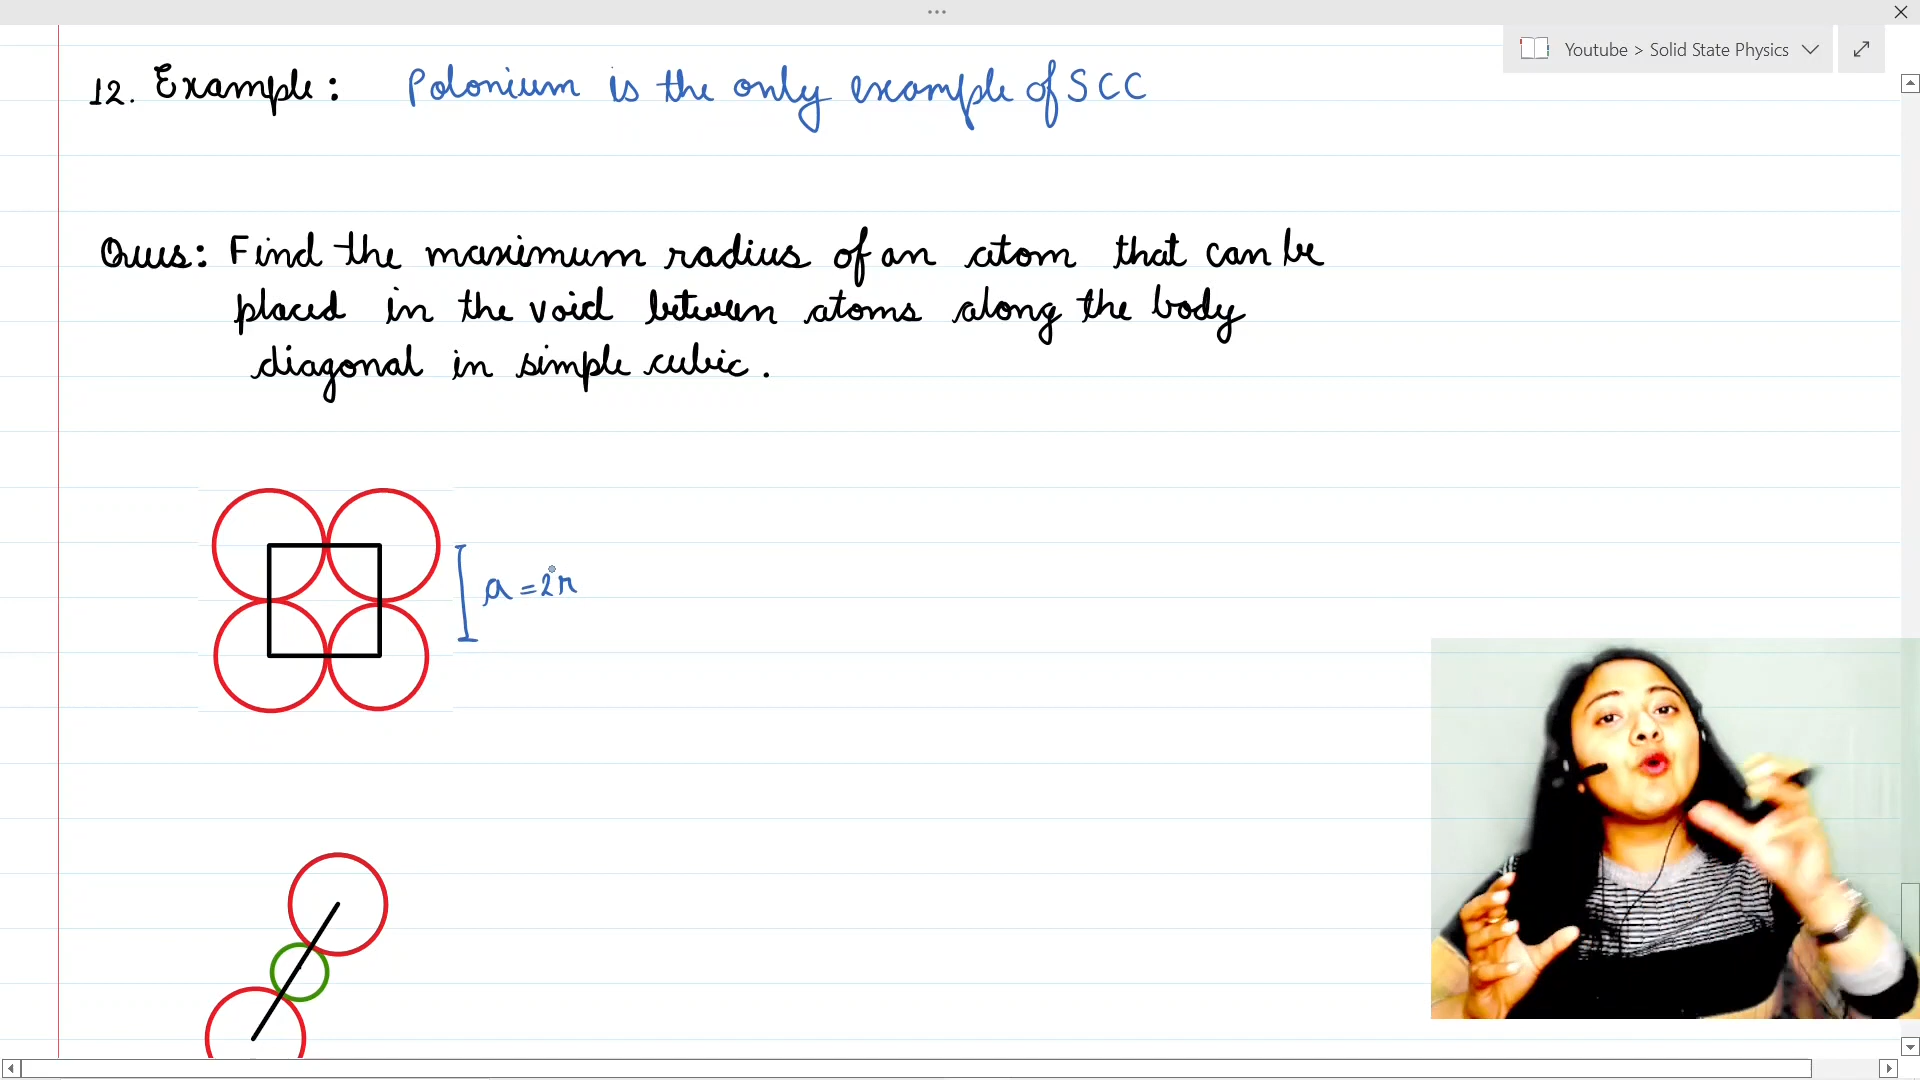 Youtube > Solid State Physics
12. Example: Polonium is the only example of SCC
Ques: Find the maximum radius of an atom that can be
placed in the void between atoms along the body
diagonal in simple cubic.
a = 2r